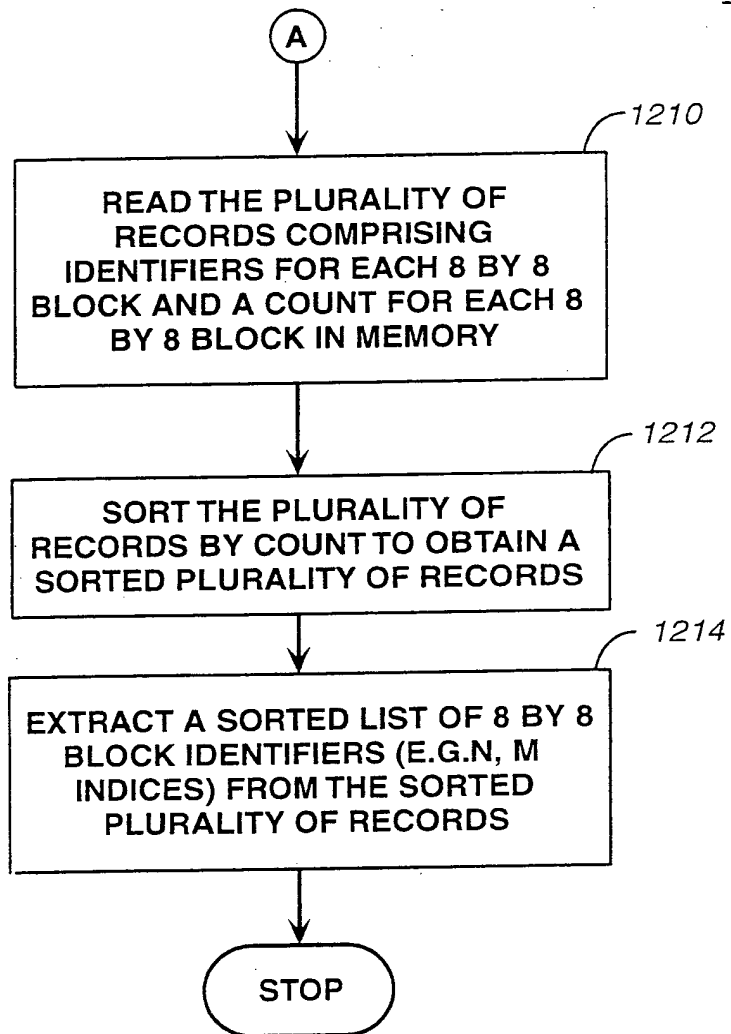 A
1210
READ THE PLURALITY OF
RECORDS COMPRISING
IDENTIFIERS FOR EACH 8 BY 8
BLOCK AND A COUNT FOR EACH 8
BY 8 BLOCK IN MEMORY
1212
SORT THE PLURALITY OF
RECORDS BY COUNT TO OBTAIN A
SORTED PLURALITY OF RECORDS
1214
EXTRACT A SORTED LIST OF 8 BY 8
BLOCK IDENTIFIERS (E.G.N, M
INDICES) FROM THE SORTED
PLURALITY OF RECORDS
STOP